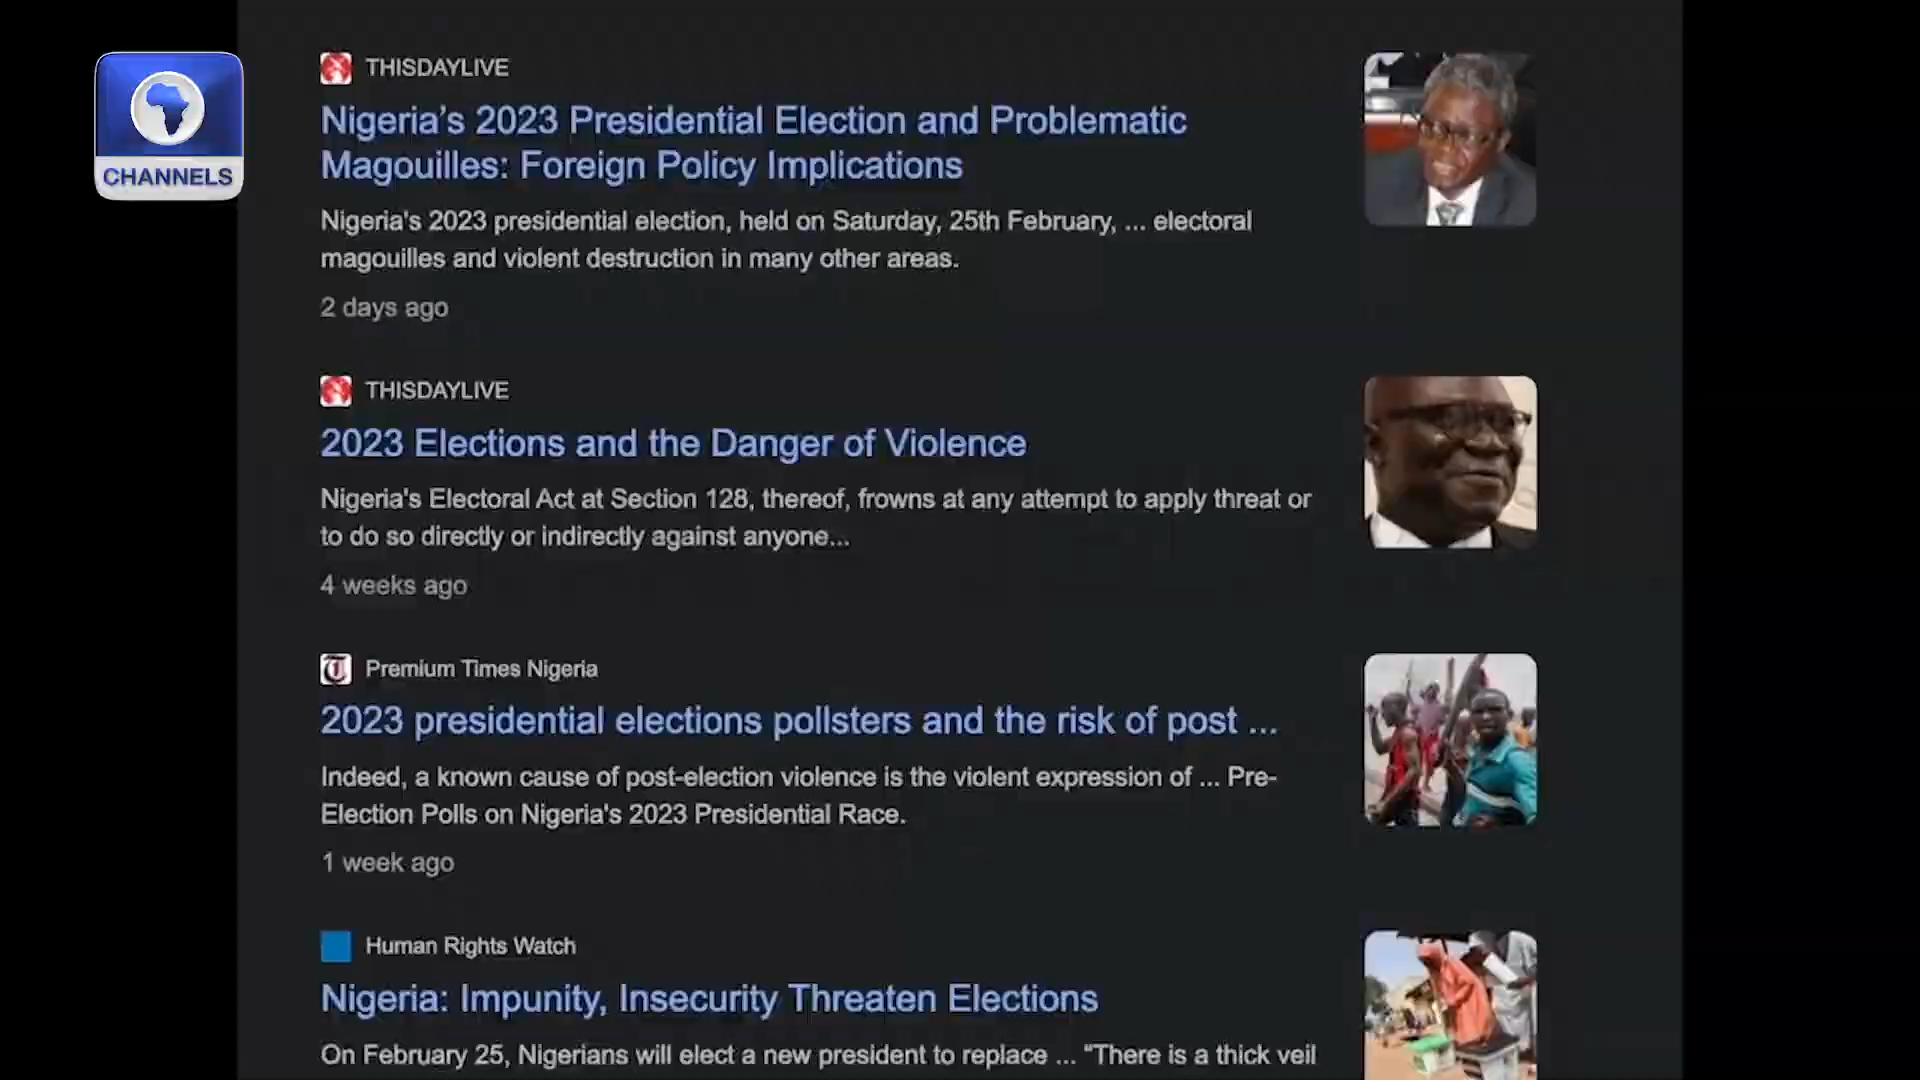 CHANNELS
THISDAYLIVE
Nigeria’s 2023 Presidential Election and Problematic
Magouilles: Foreign Policy Implications
Nigeria's 2023 presidential election, held on Saturday, 25th February, ... electoral
magouilles and violent destruction in many other areas.
2 days ago
THISDAYLIVE
2023 Elections and the Danger of Violence
Nigeria's Electoral Act at Section 128, thereof, frowns at any attempt to apply threat or
to do so directly or indirectly against anyone...
4 weeks ago
Premium Times Nigeria
2023 presidential elections pollsters and the risk of post ...
Indeed, a known cause of post-election violence is the violent expression of ... Pre-
Election Polls on Nigeria's 2023 Presidential Race.
1 week ago
Human Rights Watch
Nigeria: Impunity, Insecurity Threaten Elections
On February 25, Nigerians will elect a new president to replace ... “There is a thick veil